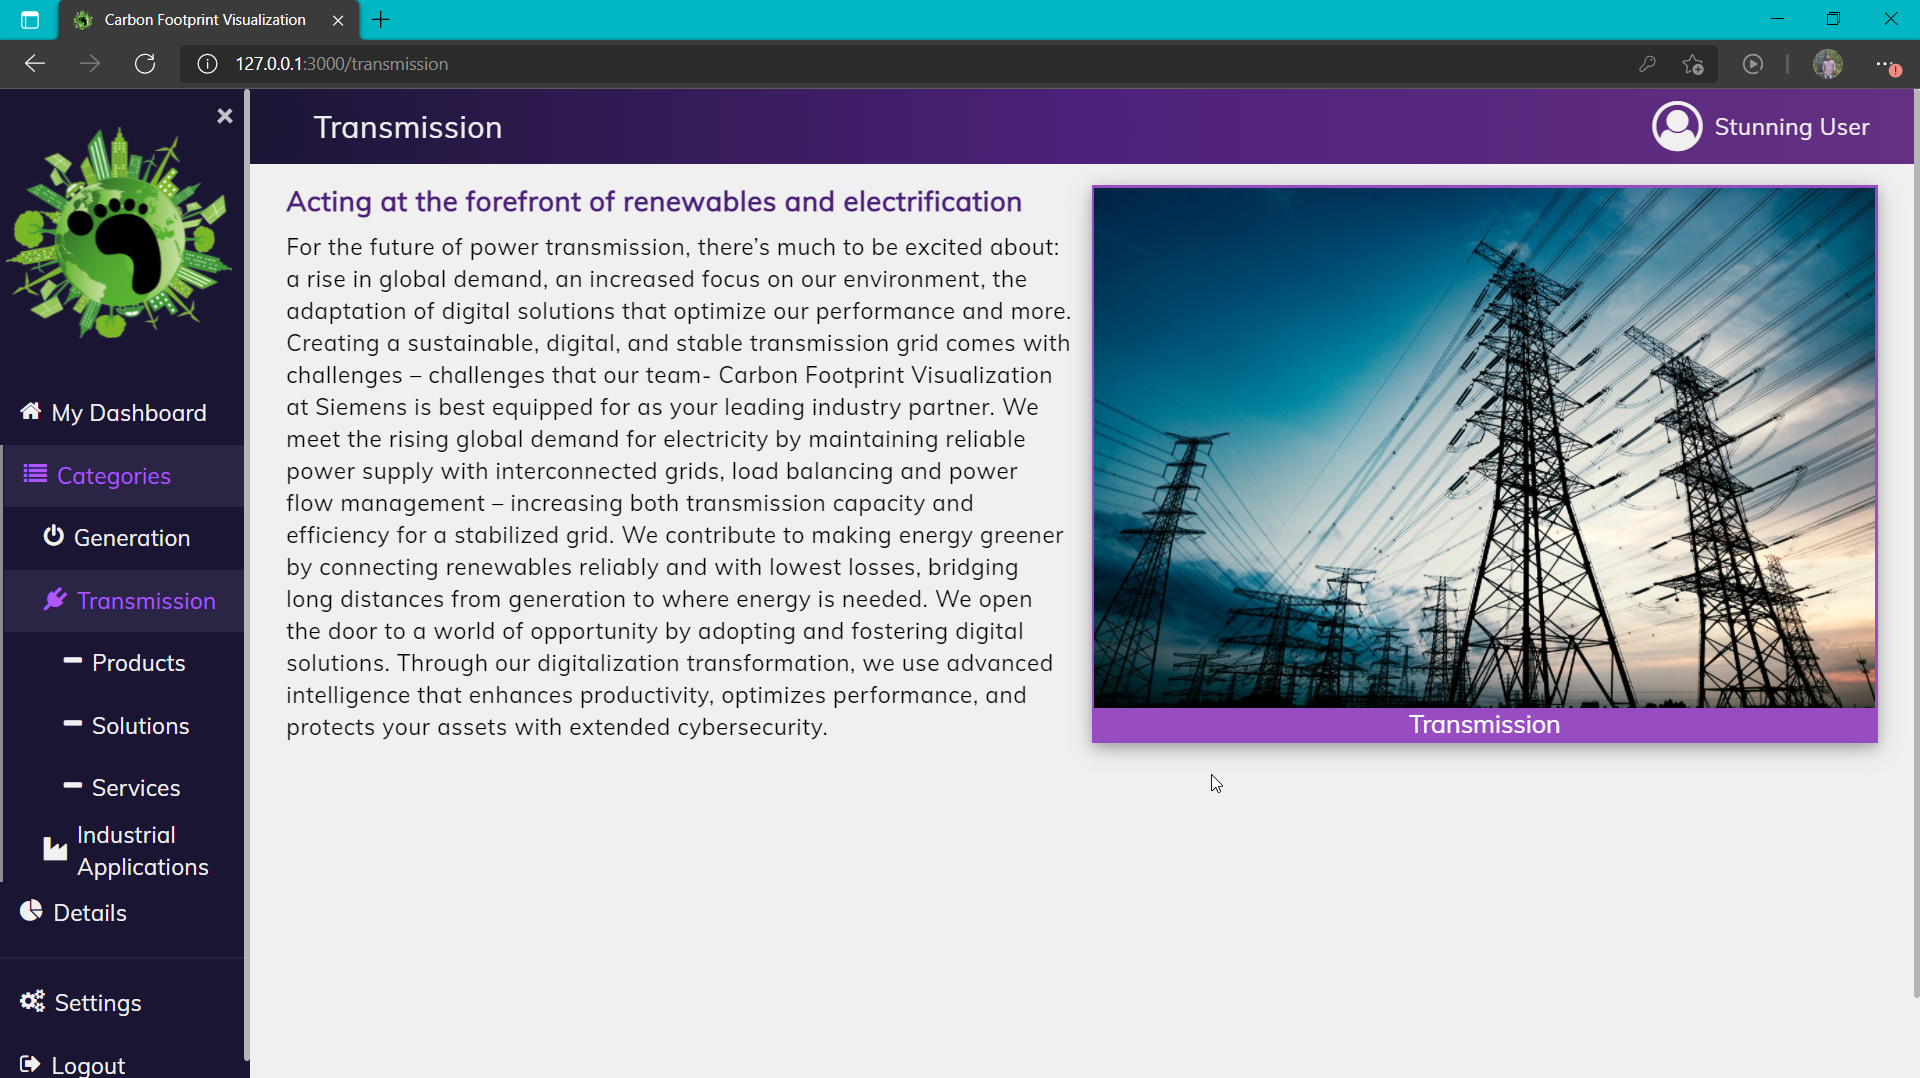 Carbon Footprint Visualization
127.0.0.1:3000/transmission
Transmission
Stunning User
My Dashboard
Categories
Generation
Transmission
Products
Solutions
Services
Industrial
Applications
Details
Settings
Logout
Acting at the forefront of renewables and electrification
For the future of power transmission, there’s much to be excited about:
a rise in global demand, an increased focus on our environment, the
adaptation of digital solutions that optimize our performance and more.
Creating a sustainable, digital, and stable transmission grid comes with
challenges – challenges that our team- Carbon Footprint Visualization
at Siemens is best equipped for as your leading industry partner. We
meet the rising global demand for electricity by maintaining reliable
power supply with interconnected grids, load balancing and power
flow management – increasing both transmission capacity and
efficiency for a stabilized grid. We contribute to making energy greener
by connecting renewables reliably and with lowest losses, bridging
long distances from generation to where energy is needed. We open
the door to a world of opportunity by adopting and fostering digital
solutions. Through our digitalization transformation, we use advanced
intelligence that enhances productivity, optimizes performance, and
protects your assets with extended cybersecurity.
Transmission